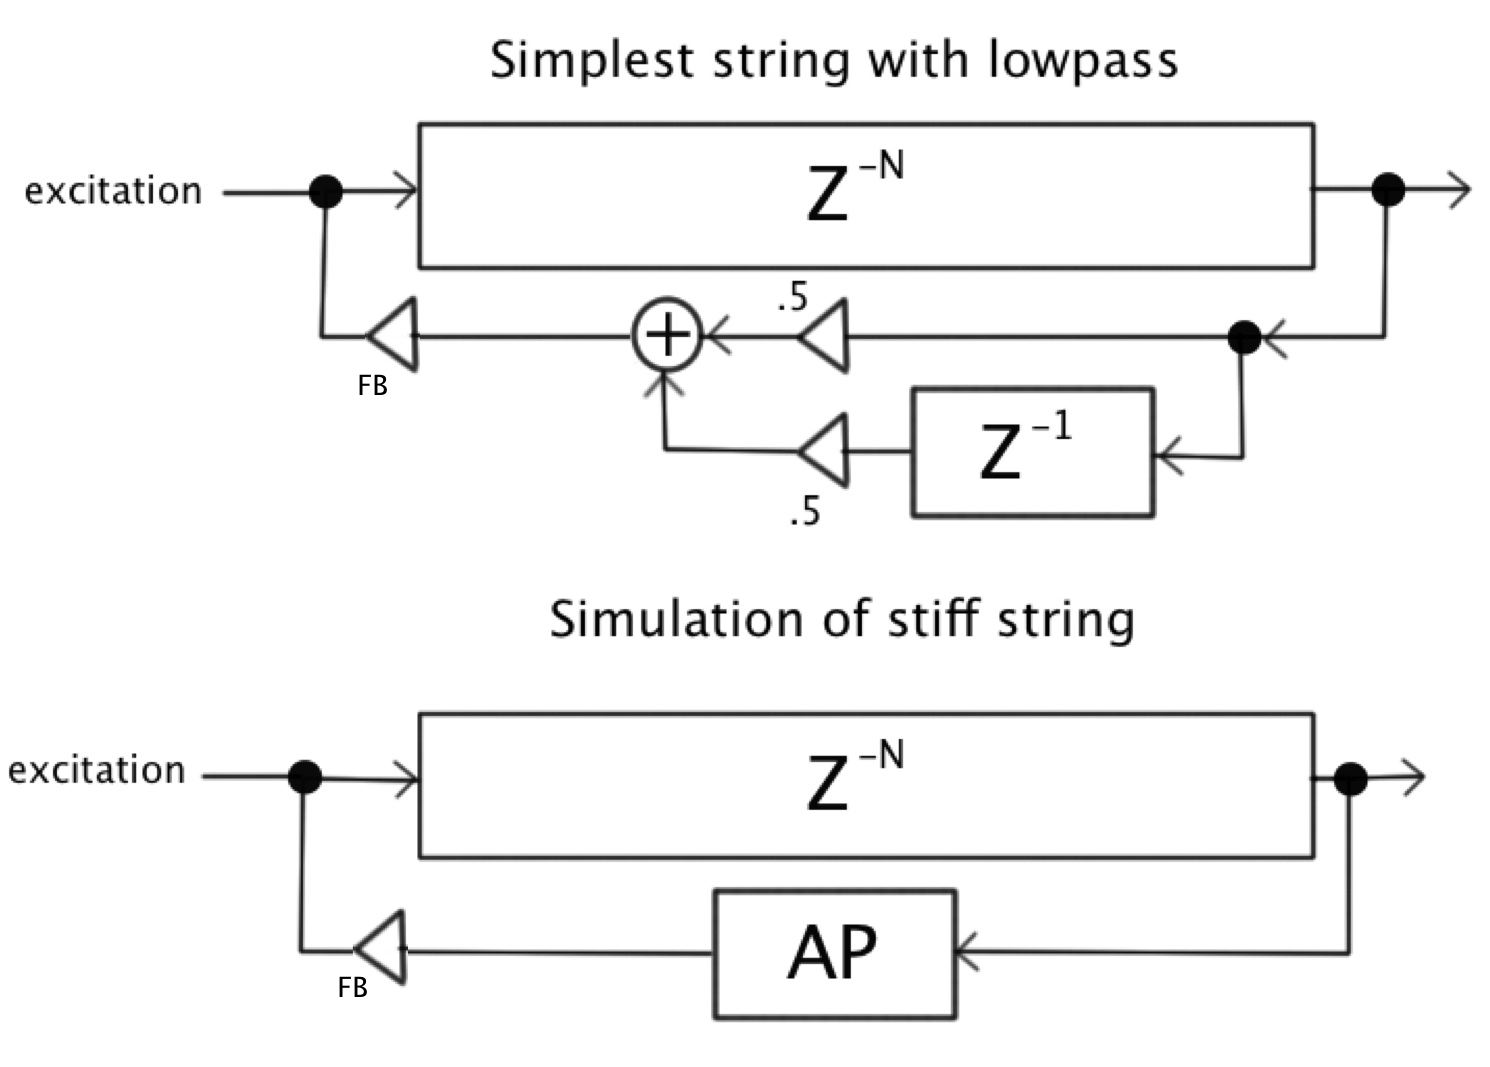 Simplest string with lowpass
excitation
Z^-N
.5
+
FB
Z^-1
.5
Simulation of stiff string
excitation
Z^-N
AP
FB